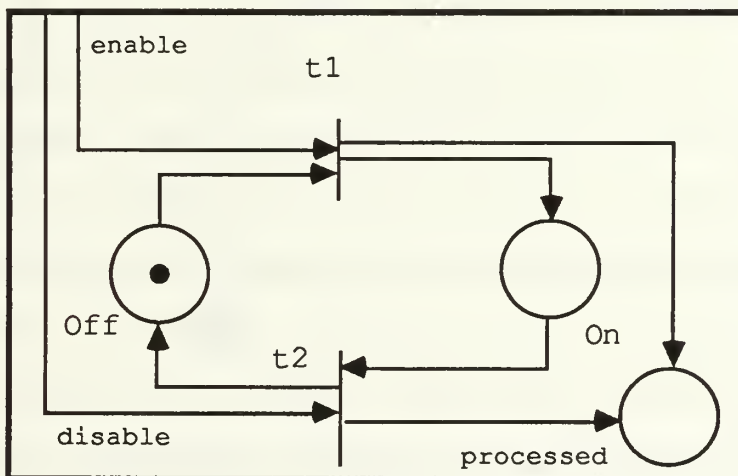 enable
t1
Off
On
t2
disable
processed